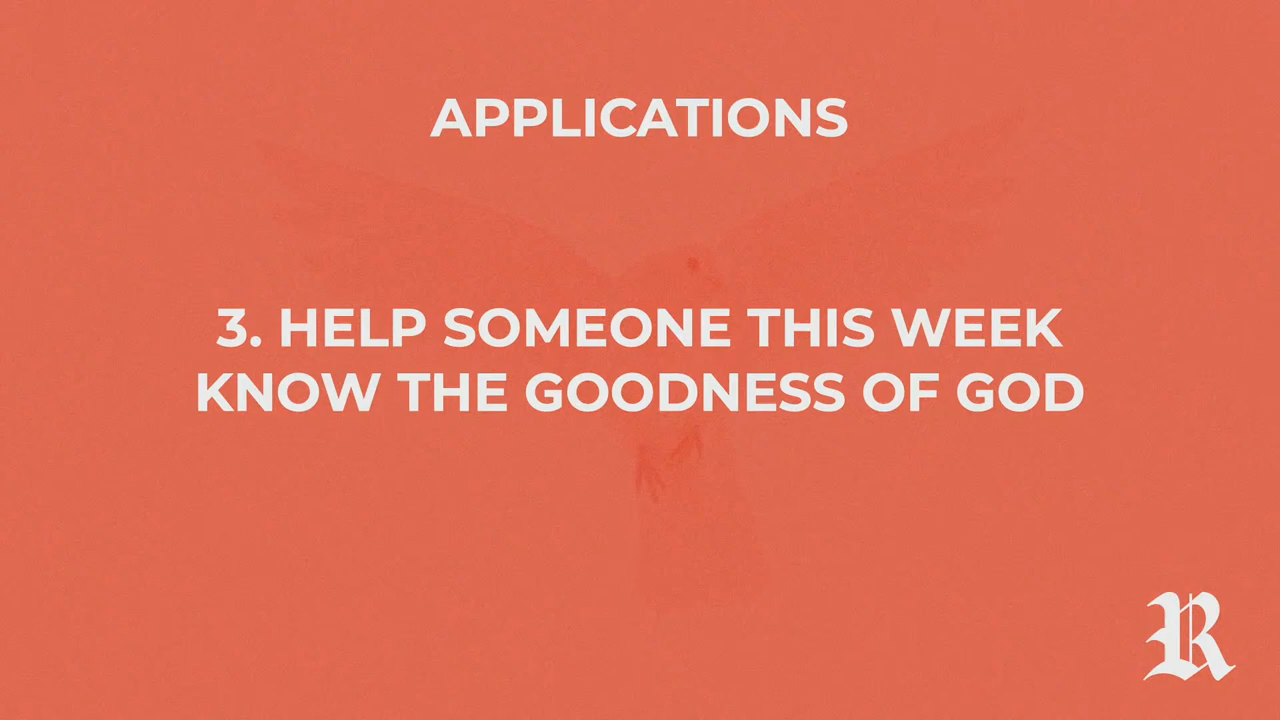 APPLICATIONS
3. HELP SOMEONE THIS WEEK
KNOW THE GOODNESS OF GOD
R